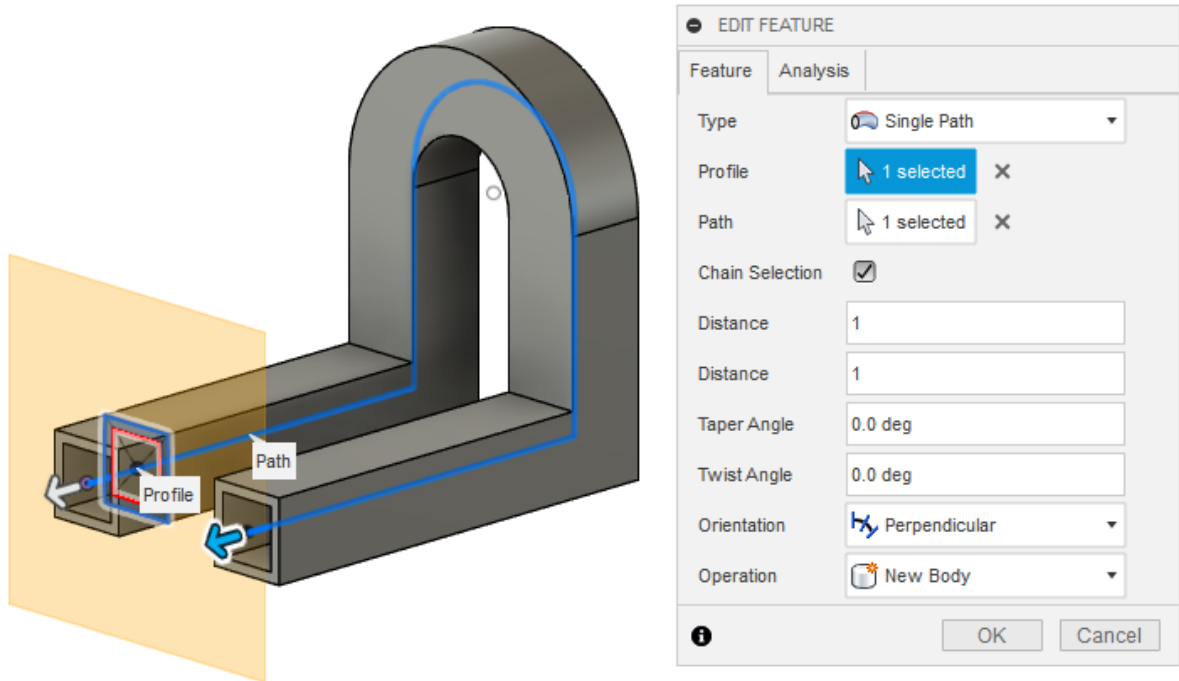 EDIT FEATURE
Feature Analysis
Type Single Path
Profile 1 selected
Path 1 selected
Chain Selection
Distance 1
Distance 1
Taper Angle 0.0 deg
Twist Angle 0.0 deg
Orientation Perpendicular
Operation New Body
OK Cancel
Path
Profile